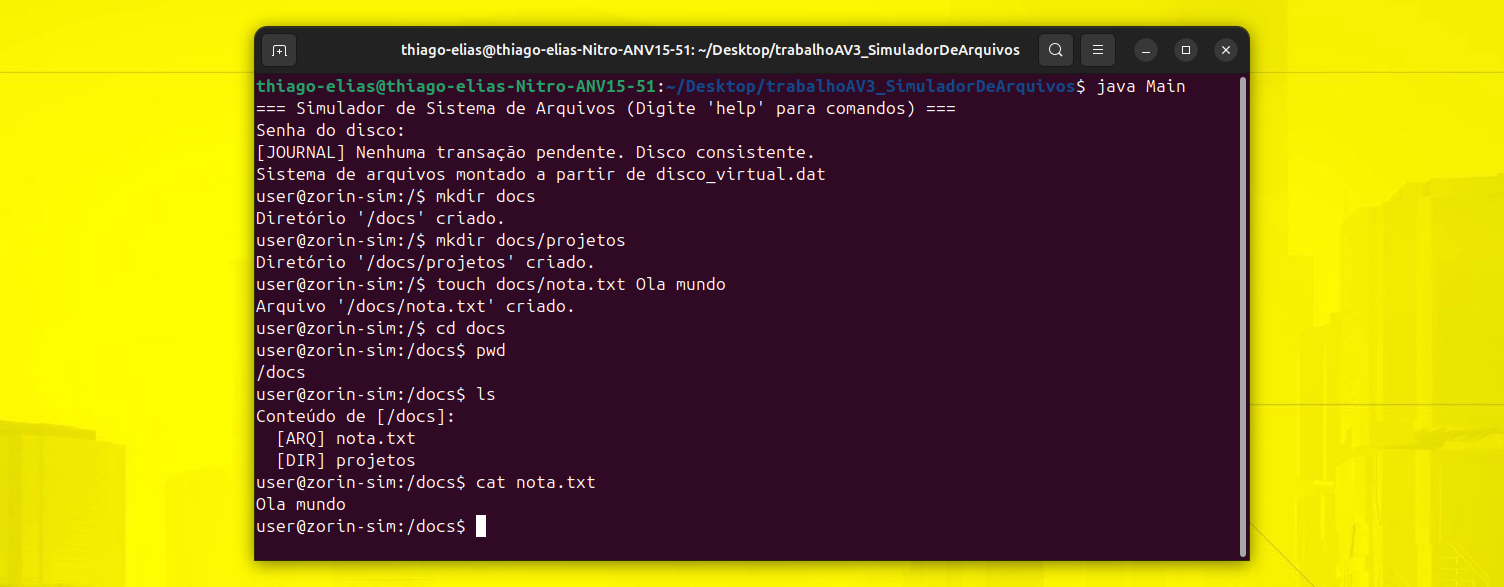 thiago-elias@thiago-elias-Nitro-ANV15-51: ~/Desktop/trabalhoAV3_SimuladorDeArquivos
thiago-elias@thiago-elias-Nitro-ANV15-51:~/Desktop/trabalhoAV3_SimuladorDeArquivos$ java Main
=== Simulador de Sistema de Arquivos (Digite 'help' para comandos) ===
Senha do disco:
[JOURNAL] Nenhuma transação pendente. Disco consistente.
Sistema de arquivos montado a partir de disco_virtual.dat
user@zorin-sim:/$ mkdir docs
Diretório '/docs' criado.
user@zorin-sim:/$ mkdir docs/projetos
Diretório '/docs/projetos' criado.
user@zorin-sim:/$ touch docs/nota.txt Ola mundo
Arquivo '/docs/nota.txt' criado.
user@zorin-sim:/$ cd docs
user@zorin-sim:/docs$ pwd
/docs
user@zorin-sim:/docs$ ls
Conteúdo de [/docs]:
  [ARQ] nota.txt
  [DIR] projetos
user@zorin-sim:/docs$ cat nota.txt
Ola mundo
user@zorin-sim:/docs$